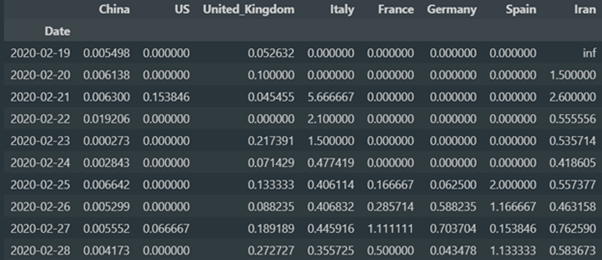 China US United_Kingdom Italy France Germany Spain Iran
Date
2020-02-19 0.005498 0.000000 0.052632 0.000000 0.000000 0.000000 0.000000 inf
2020-02-20 0.006138 0.000000 0.100000 0.000000 0.000000 0.000000 0.000000 1.500000
2020-02-21 0.006300 0.153846 0.045455 5.666667 0.000000 0.000000 0.000000 2.600000
2020-02-22 0.019206 0.000000 0.000000 2.100000 0.000000 0.000000 0.000000 0.555556
2020-02-23 0.000273 0.000000 0.217391 1.500000 0.000000 0.000000 0.000000 0.535714
2020-02-24 0.002843 0.000000 0.071429 0.477419 0.000000 0.000000 0.000000 0.418605
2020-02-25 0.006642 0.000000 0.133333 0.406114 0.166667 0.062500 2.000000 0.557377
2020-02-26 0.005299 0.000000 0.088235 0.406832 0.285714 0.588235 1.166667 0.463158
2020-02-27 0.005552 0.066667 0.189189 0.445916 1.111111 0.703704 0.153846 0.762590
2020-02-28 0.004173 0.000000 0.272727 0.355725 0.500000 0.043478 1.133333 0.583673